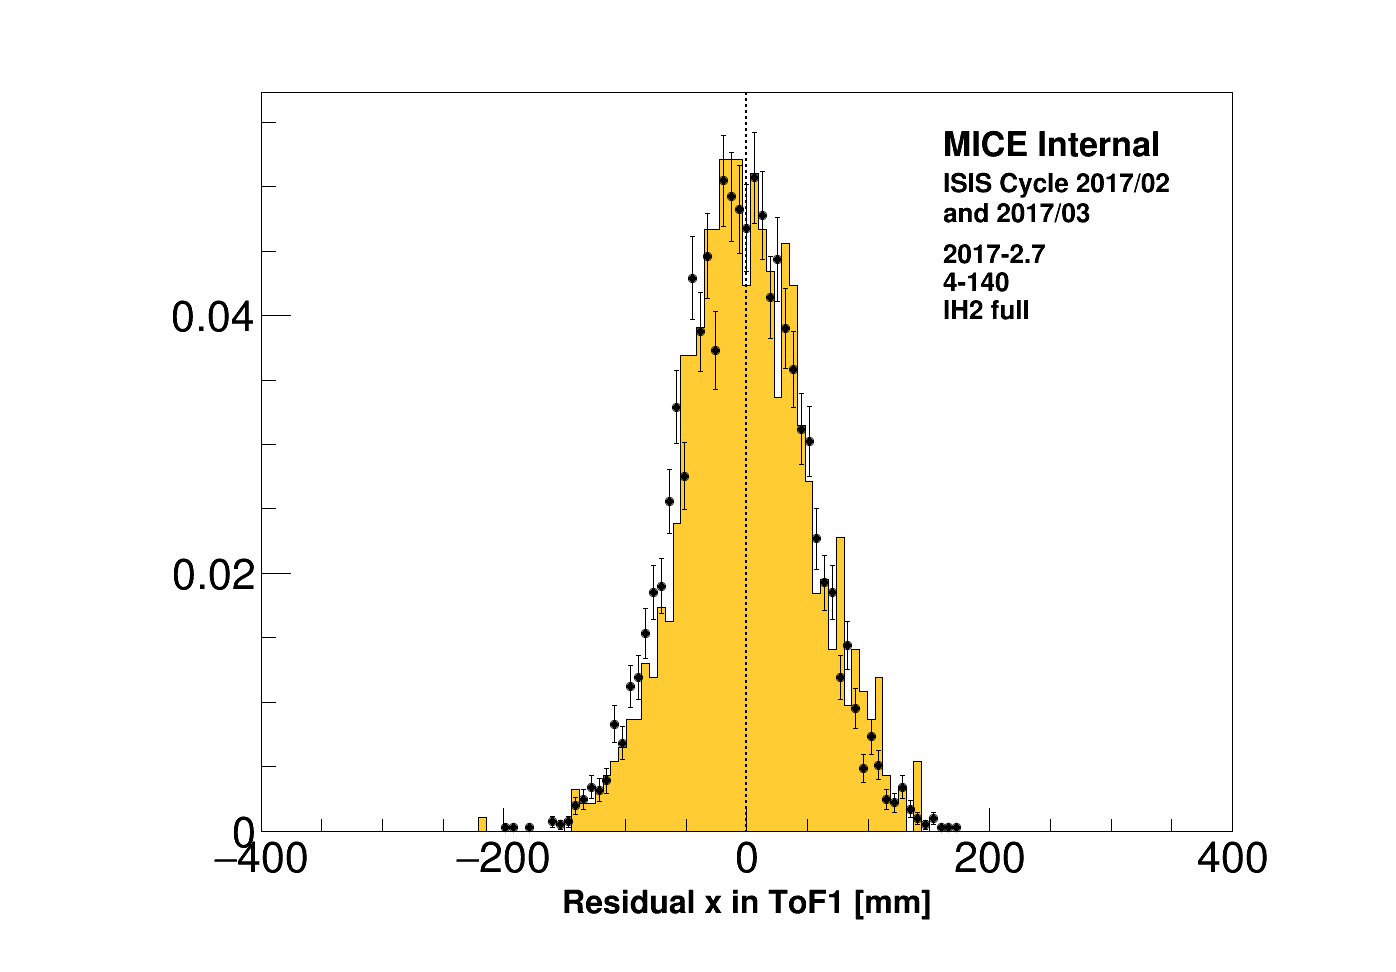 MICE Internal
ISIS Cycle 2017/02
and 2017/03
2017-2.7
4-140
IH2 full
0.04
0.02
0
−400 −200 0 200 400
Residual x in ToF1 [mm]